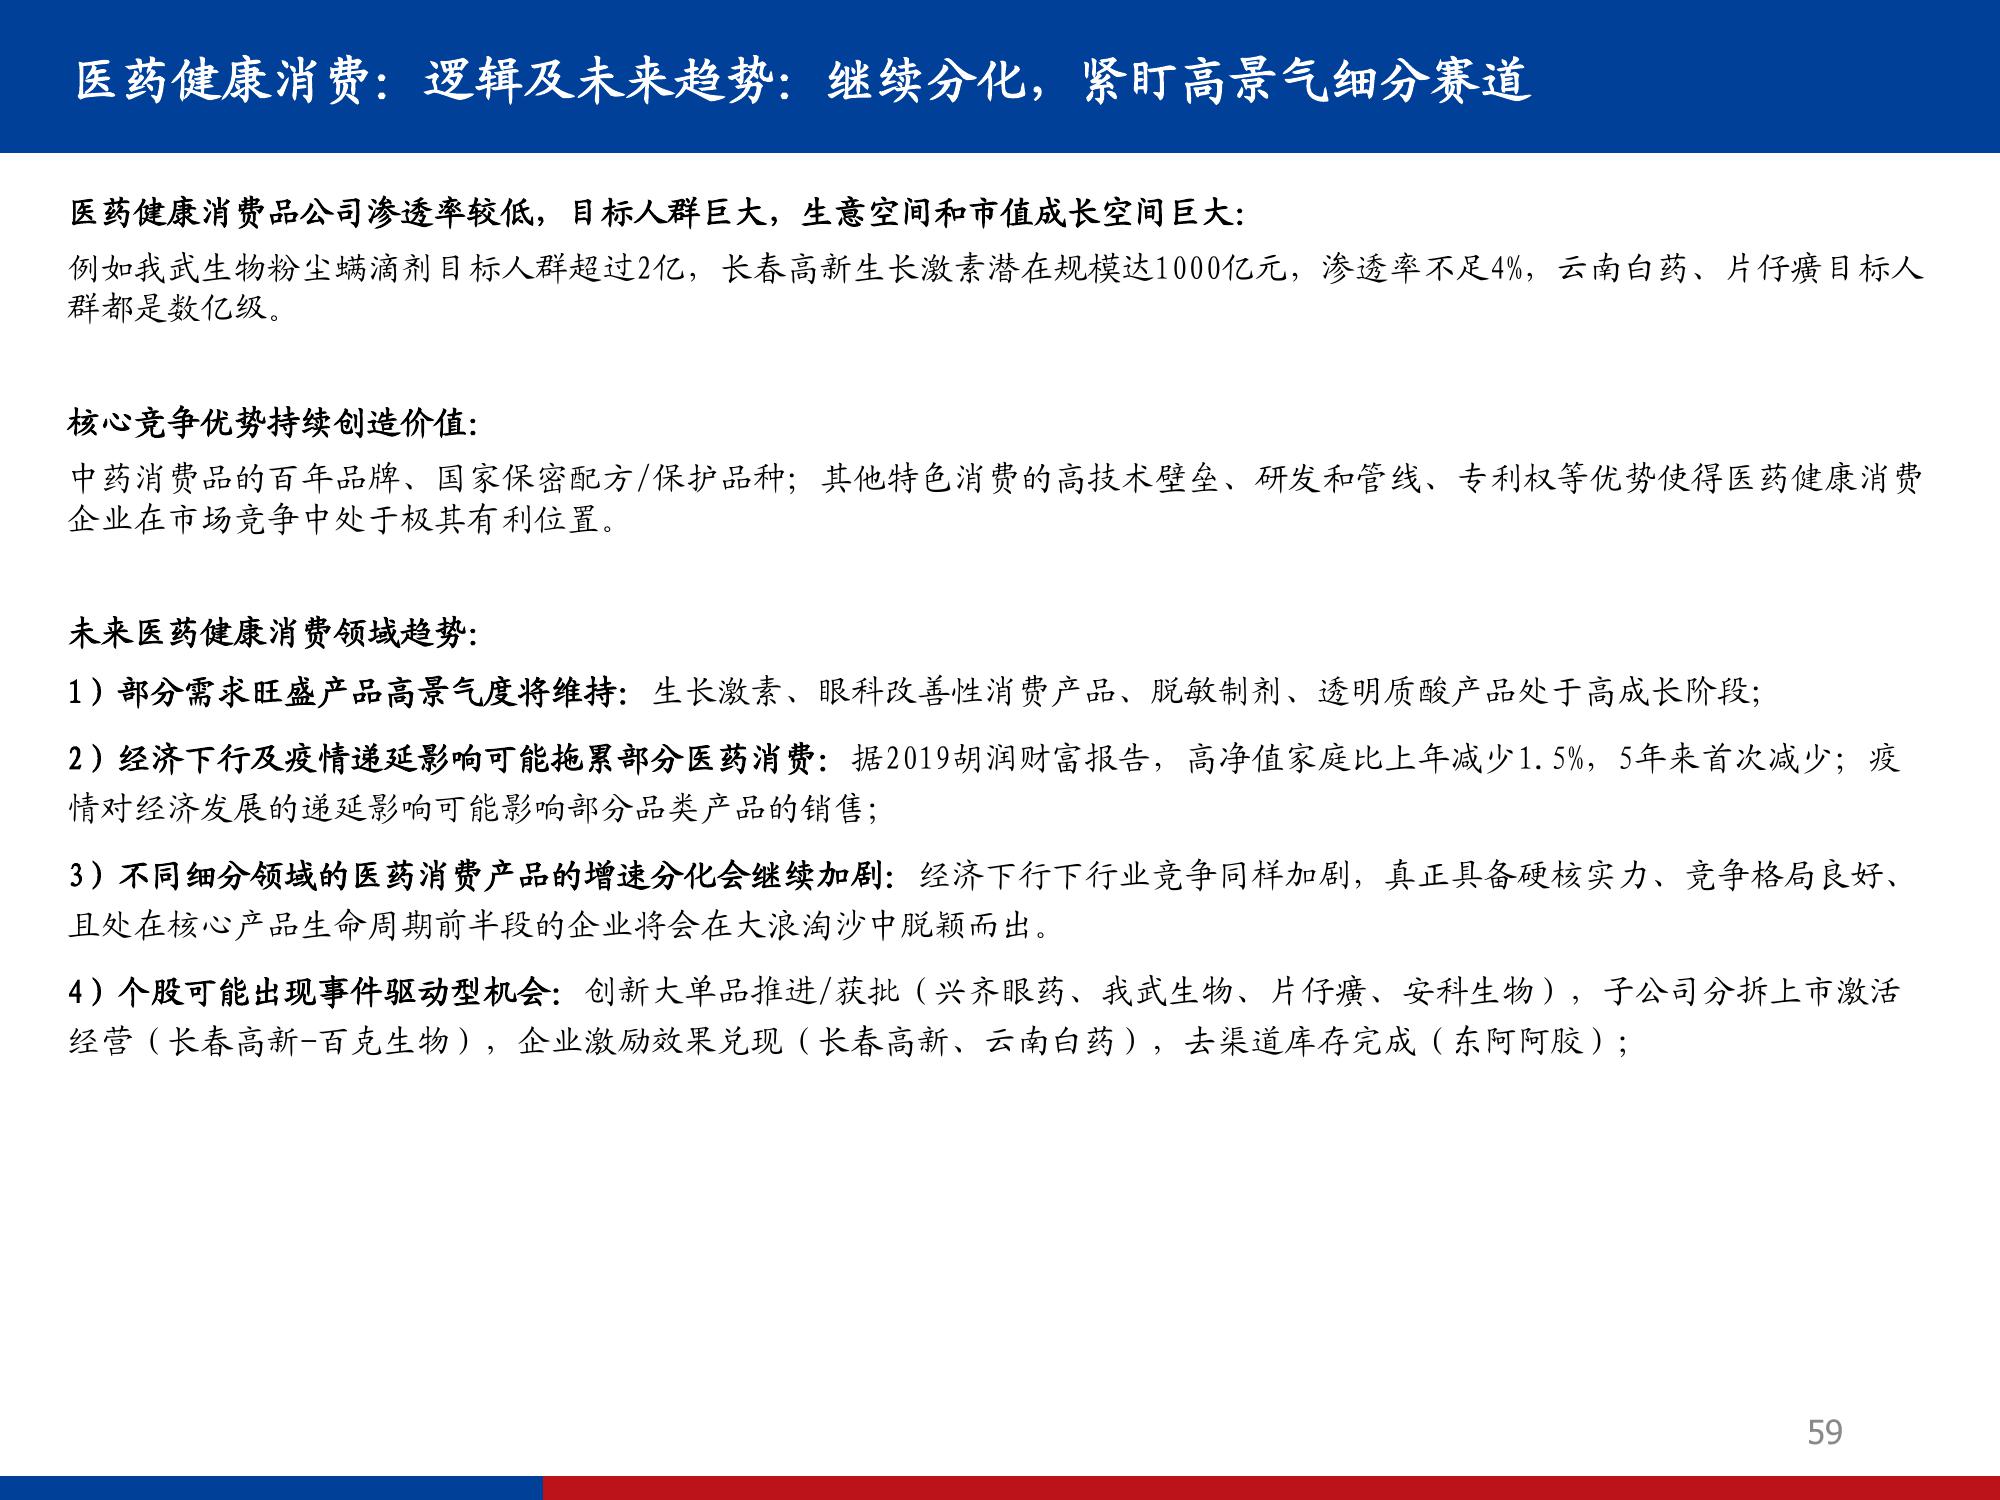 医药健康消费：逻辑及未来趋势：继续分化，紧盯高景气细分赛道
医药健康消费品公司渗透率较低，目标人群巨大，生意空间和市值成长空间巨大：
例如我武生物粉尘螨滴剂目标人群超过2亿，长春高新生长激素潜在规模达1000亿元，渗透率不足4%，云南白药、片仔癀目标人
群都是数亿级。
核心竞争优势持续创造价值：
中药消费品的百年品牌、国家保密配方/保护品种；其他特色消费的高技术壁垒、研发和管线、专利权等优势使得医药健康消费
企业在市场竞争中处于极其有利位置。
未来医药健康消费领域趋势：
1）部分需求旺盛产品高景气度将维持：生长激素、眼科改善性消费产品、脱敏制剂、透明质酸产品处于高成长阶段；
2）经济下行及疫情递延影响可能拖累部分医药消费：据2019胡润财富报告，高净值家庭比上年减少1.5%，5年来首次减少；疫
情对经济发展的递延影响可能影响部分品类产品的销售；
3）不同细分领域的医药消费产品的增速分化会继续加剧：经济下行下行业竞争同样加剧，真正具备硬核实力、竞争格局良好、
且处在核心产品生命周期前半段的企业将会在大浪淘沙中脱颖而出。
4）个股可能出现事件驱动型机会：创新大单品推进/获批（兴齐眼药、我武生物、片仔癀、安科生物），子公司分拆上市激活
经营（长春高新-百克生物），企业激励效果兑现（长春高新、云南白药），去渠道库存完成（东阿阿胶）；
59